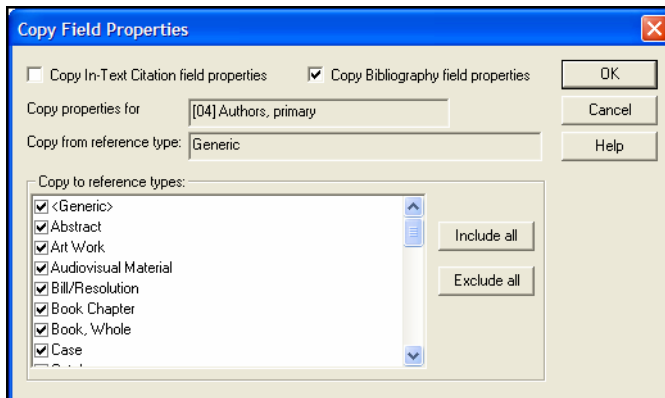 Copy Field Properties
Copy In-Text Citation field properties
Copy Bibliography field properties
OK
Copy properties for
[04] Authors, primary
Cancel
Copy from reference type:
Generic
Help
Copy to reference types:
<Generic>
Abstract
Art Work
Audiovisual Material
Bill/Resolution
Book Chapter
Book, Whole
Case
Include all
Exclude all